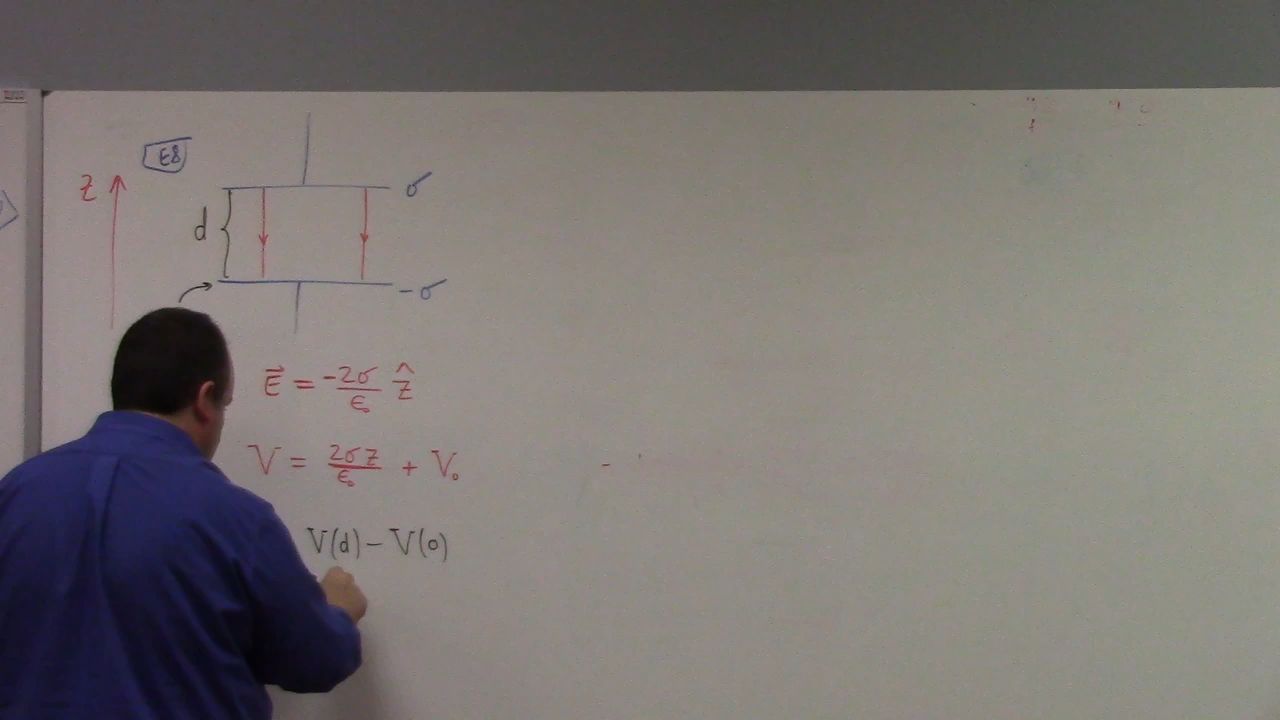 E8
z
σ
d
-σ
E⃗ = -2σ/ε₀ ẑ
V = 2σz/ε₀ + V₀
V(d) - V(0)